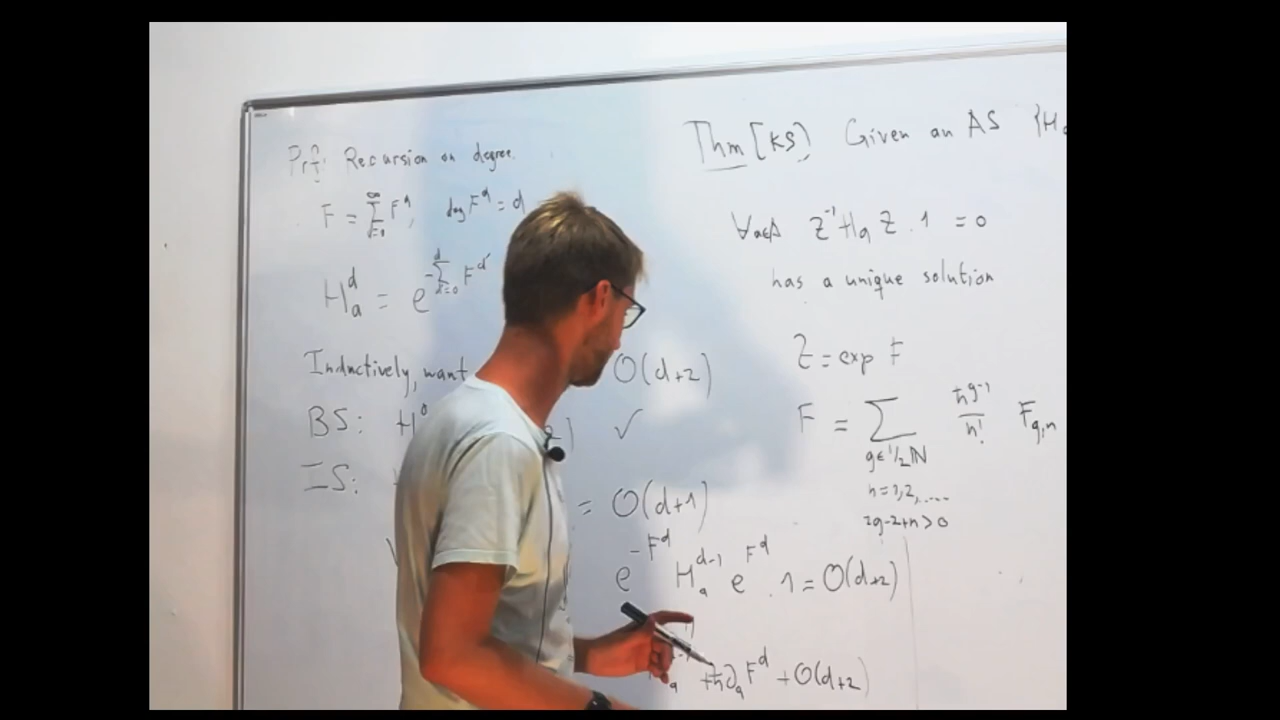 Prf: Recursion on degree.
F = ∑_{d=0}^{∞} F^d, deg F^d = d
H_a^d = e^{-∑_{d'=0}^{d} F^{d'}}
Inductively, want O(d+2)
BS: H^0 ) ✓
IS: = O(d+1)
e^{-F^d} H_a^{d-1} e^{F^d} . 1 = O(d+2)
+ħ∂_a F^d + O(d+2)
Thm [KS] Given an AS {H
∀a∈A Z^{-1} H_a Z . 1 = 0
has a unique solution
Z = exp F
F = ∑ ħ^{g-1}/n! F_{g,n}
g∈1/2 ℕ
n=1,2,....
2g-2+n>0